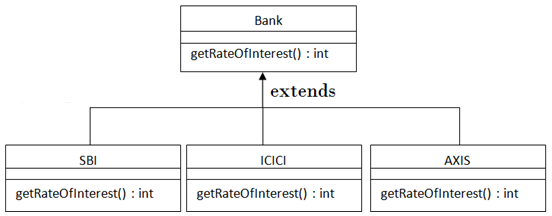 Bank
getRateOfInterest() : int
extends
SBI
getRateOfInterest() : int
ICICI
getRateOfInterest() : int
AXIS
getRateOfInterest() : int